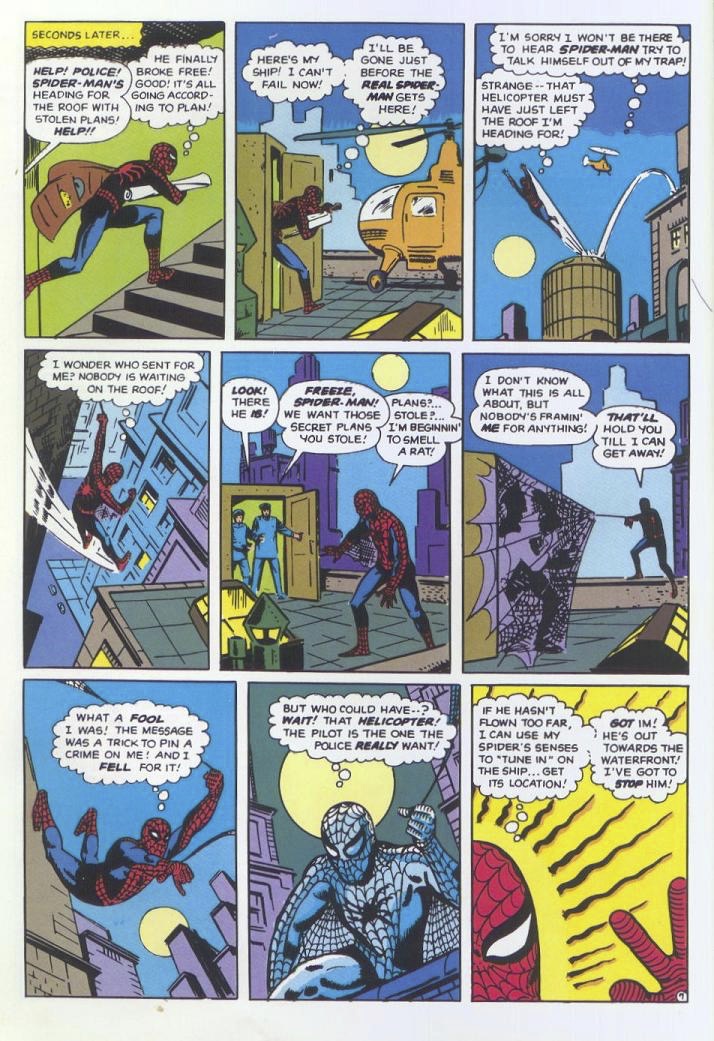 SECONDS LATER...
HELP! POLICE!
SPIDER-MAN'S
HEADING FOR
THE ROOF WITH
STOLEN PLANS!
HELP!!
HE FINALLY
BROKE FREE!
GOOD! IT'S ALL
GOING ACCORD-
ING TO PLAN!
HERE'S MY
SHIP! I CAN'T
FAIL NOW!
I'LL BE
GONE JUST
BEFORE THE
REAL SPIDER-
MAN GETS
HERE!
I'M SORRY I WON'T BE THERE
TO HEAR SPIDER-MAN TRY TO
TALK HIMSELF OUT OF MY TRAP!
STRANGE -- THAT
HELICOPTER MUST
HAVE JUST LEFT
THE ROOF I'M
HEADING FOR!
I WONDER WHO SENT FOR
ME? NOBODY IS WAITING
ON THE ROOF!
LOOK!
THERE
HE IS!
FREEZE,
SPIDER-MAN!
WE WANT THOSE
SECRET PLANS
YOU STOLE!
PLANS?...
STOLE?...
I'M BEGINNIN'
TO SMELL
A RAT!
I DON'T KNOW
WHAT THIS IS ALL
ABOUT, BUT
NOBODY'S FRAMIN'
ME FOR ANYTHING!
THAT'LL
HOLD YOU
TILL I CAN
GET AWAY!
WHAT A FOOL
I WAS! THE MESSAGE
WAS A TRICK TO PIN A
CRIME ON ME! AND I
FELL FOR IT!
BUT WHO COULD HAVE--?
WAIT! THAT HELICOPTER!
THE PILOT IS THE ONE THE
POLICE REALLY WANT!
IF HE HASN'T
FLOWN TOO FAR,
I CAN USE MY
SPIDER'S SENSES
TO "TUNE IN" ON
THE SHIP... GET
ITS LOCATION!
GOT IM!
HE'S OUT
TOWARDS THE
WATERFRONT!
I'VE GOT TO
STOP HIM!
7